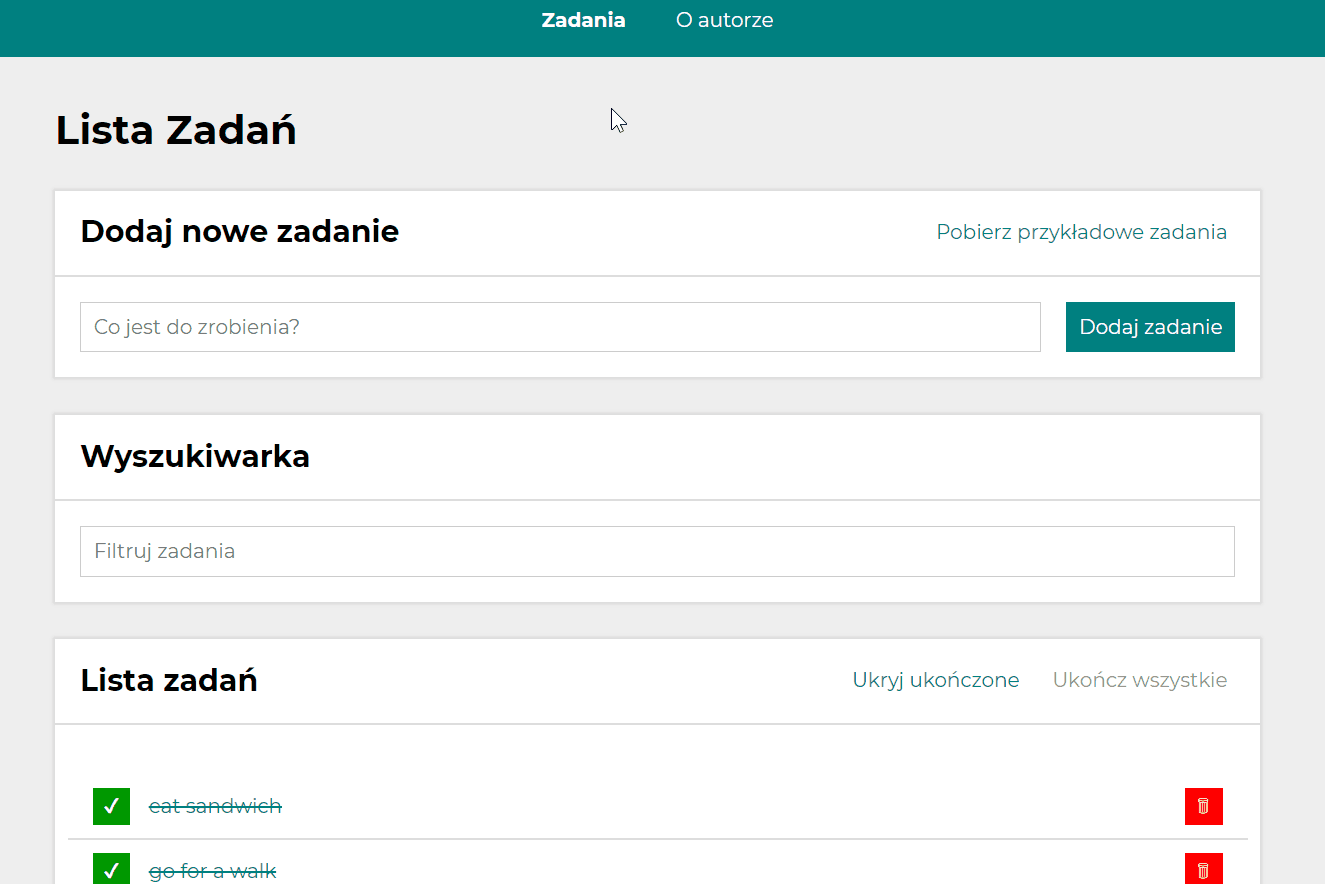 Zadania O autorze
Lista Zadań
Dodaj nowe zadanie Pobierz przykładowe zadania
Co jest do zrobienia? Dodaj zadanie
Wyszukiwarka
Filtruj zadania
Lista zadań Ukryj ukończone Ukończ wszystkie
eat sandwich
go for a walk